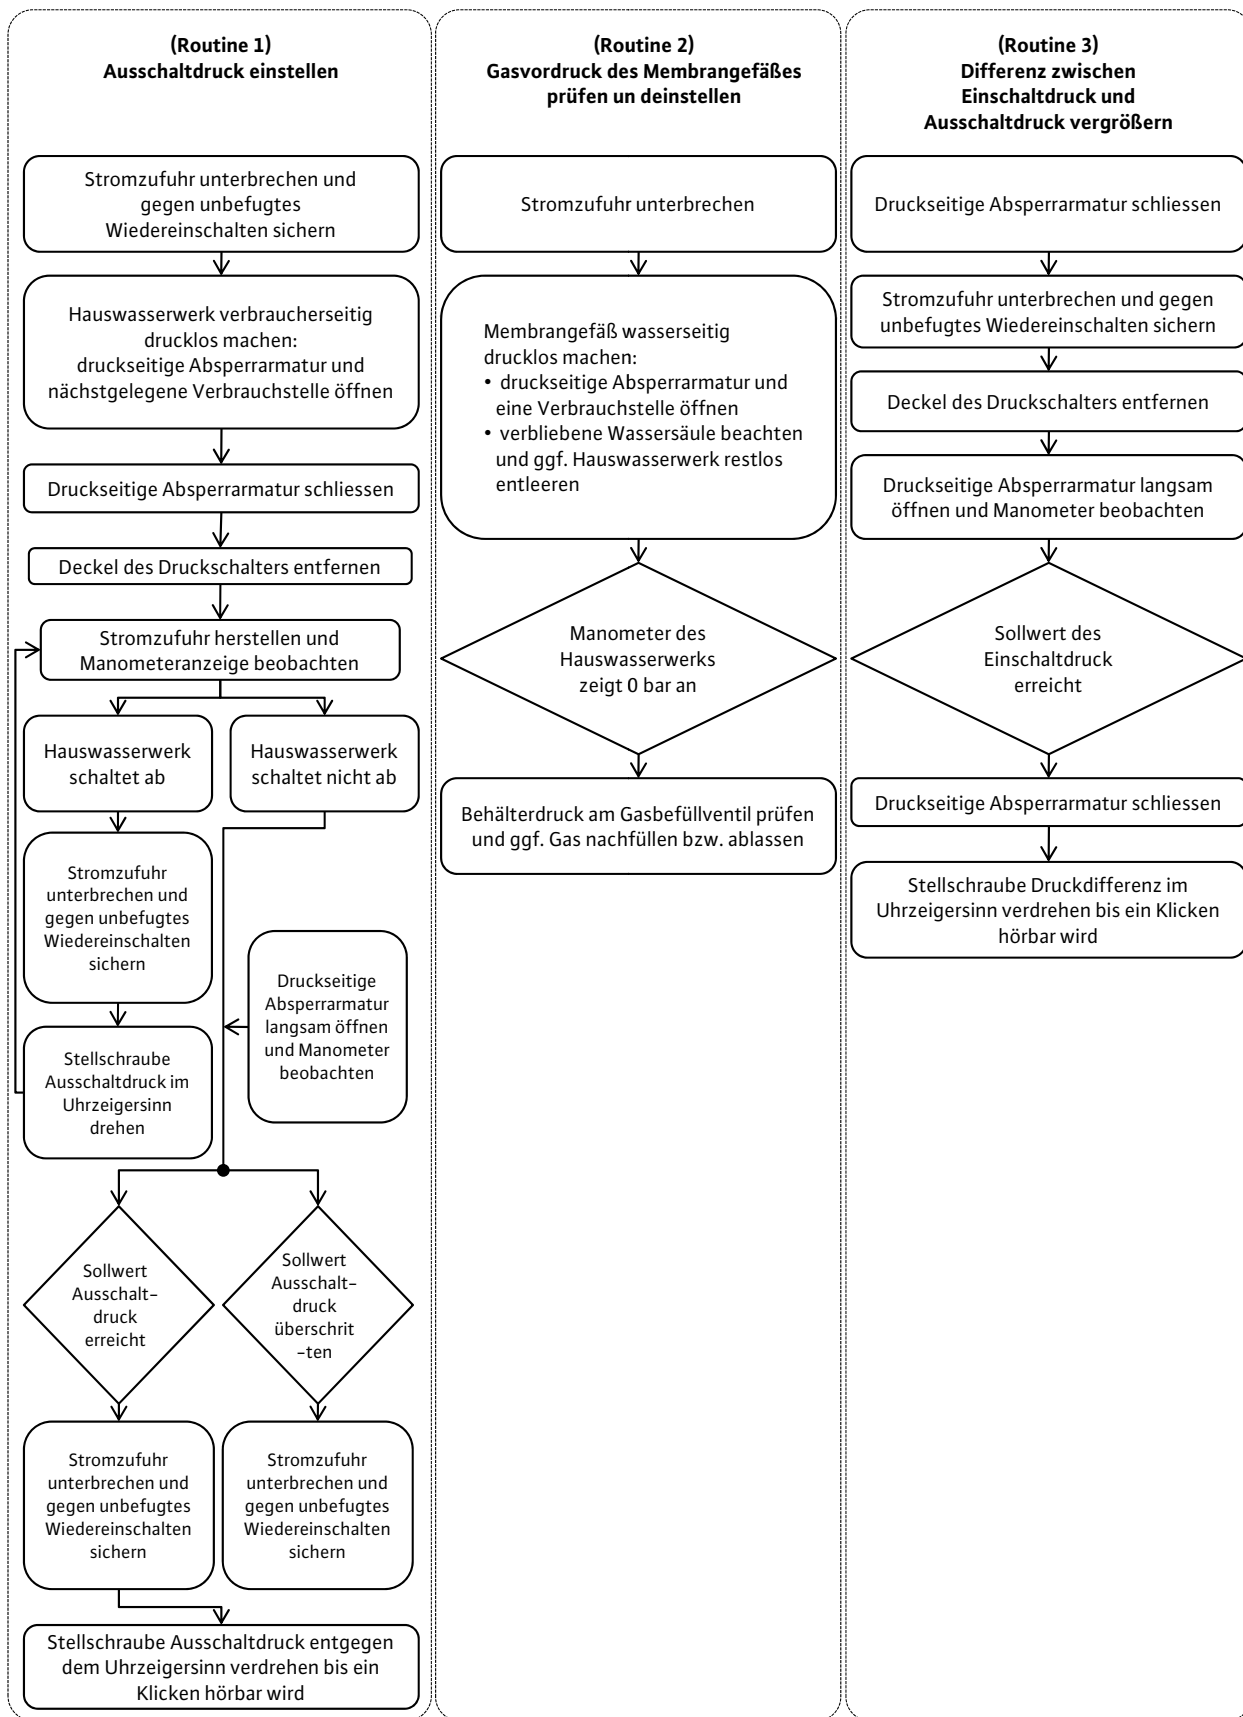 (Routine 1)
Ausschaltdruck einstellen
Stromzufuhr unterbrechen und
gegen unbefugtes
Wiedereinschalten sichern
Hauswasserwerk verbraucherseitig
drucklos machen:
druckseitige Absperrarmatur und
nächstgelegene Verbrauchstelle öffnen
Druckseitige Absperrarmatur schliessen
Deckel des Druckschalters entfernen
Stromzufuhr herstellen und
Manometeranzeige beobachten
Hauswasserwerk
schaltet ab
Hauswasserwerk
schaltet nicht ab
Stromzufuhr
unterbrechen und
gegen unbefugtes
Wiedereinschalten
sichern
Druckseitige
Absperrarmatur
langsam öffnen
und Manometer
beobachten
Stellschraube
Ausschaltdruck im
Uhrzeigersinn
drehen
Sollwert
Ausschalt-
druck
erreicht
Sollwert
Ausschalt-
druck
überschrit
-ten
Stromzufuhr
unterbrechen und
gegen unbefugtes
Wiedereinschalten
sichern
Stromzufuhr
unterbrechen und
gegen unbefugtes
Wiedereinschalten
sichern
Stellschraube Ausschaltdruck entgegen
dem Uhrzeigersinn verdrehen bis ein
Klicken hörbar wird
(Routine 2)
Gasvordruck des Membrangefäßes
prüfen un deinstellen
Stromzufuhr unterbrechen
Membrangefäß wasserseitig
drucklos machen:
• druckseitige Absperrarmatur und
eine Verbrauchstelle öffnen
• verbliebene Wassersäule beachten
und ggf. Hauswasserwerk restlos
entleeren
Manometer des
Hauswasserwerks
zeigt 0 bar an
Behälterdruck am Gasbefüllventil prüfen
und ggf. Gas nachfüllen bzw. ablassen
(Routine 3)
Differenz zwischen
Einschaltdruck und
Ausschaltdruck vergrößern
Druckseitige Absperrarmatur schliessen
Stromzufuhr unterbrechen und gegen
unbefugtes Wiedereinschalten sichern
Deckel des Druckschalters entfernen
Druckseitige Absperrarmatur langsam
öffnen und Manometer beobachten
Sollwert des
Einschaltdruck
erreicht
Druckseitige Absperrarmatur schliessen
Stellschraube Druckdifferenz im
Uhrzeigersinn verdrehen bis ein Klicken
hörbar wird